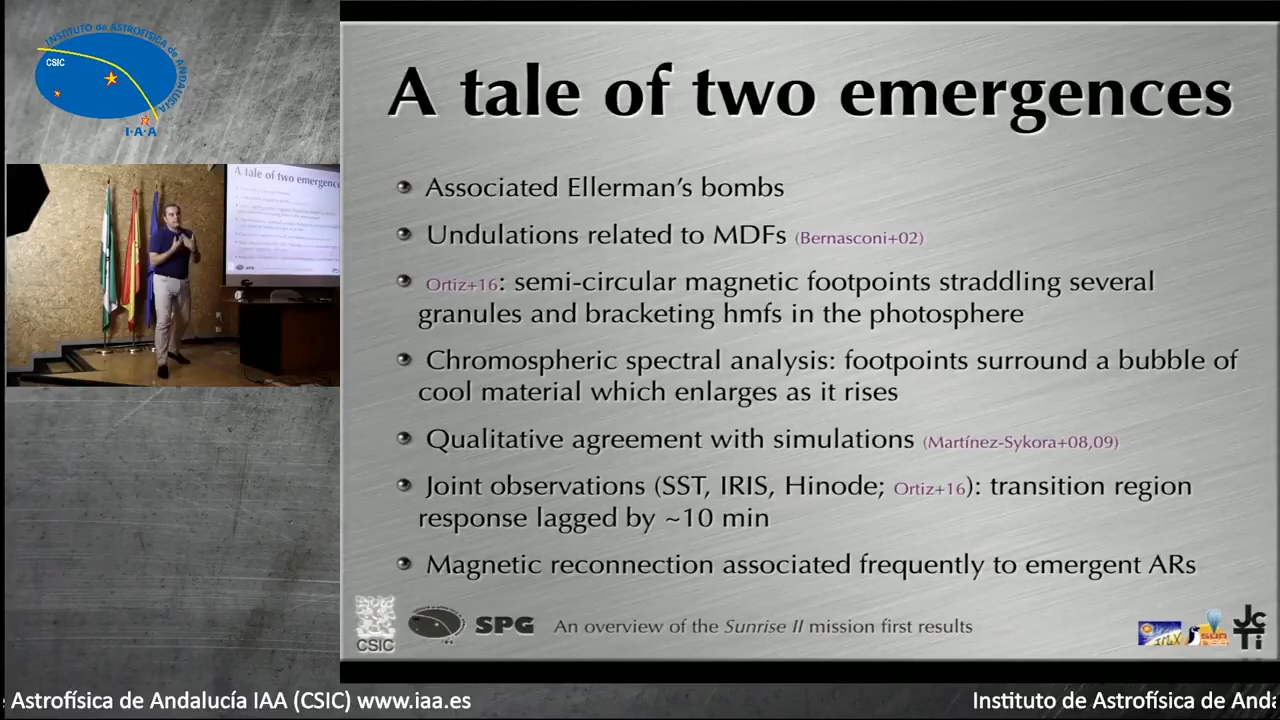 INSTITUTO de ASTROFÍSICA de ANDALUCÍA
CSIC
I·A·A
A tale of two emergences
Associated Ellerman's bombs
Undulations related to MDFs (Bernasconi+02)
Ortiz+16: semi-circular magnetic footpoints straddling several
granules and bracketing hmfs in the photosphere
Chromospheric spectral analysis: footpoints surround a bubble of
cool material which enlarges as it rises
Qualitative agreement with simulations (Martínez-Sykora+08,09)
Joint observations (SST, IRIS, Hinode; Ortiz+16): transition region
response lagged by ~10 min
Magnetic reconnection associated frequently to emergent ARs
CSIC
SPG
An overview of the Sunrise II mission first results
A tale of two emergence
Astrofísica de Andalucía IAA (CSIC) www.iaa.es
Instituto de Astrofísica de Anda